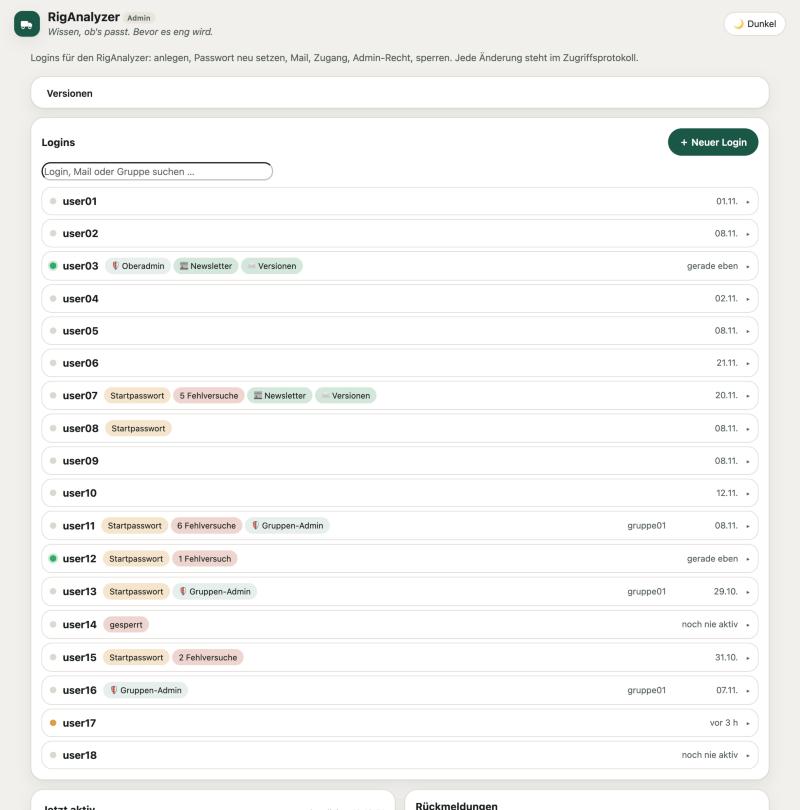 RigAnalyzer Admin
Wissen, ob's passt. Bevor es eng wird.
Dunkel
Logins für den RigAnalyzer: anlegen, Passwort neu setzen, Mail, Zugang, Admin-Recht, sperren. Jede Änderung steht im Zugriffsprotokoll.
Versionen
Logins
+ Neuer Login
Login, Mail oder Gruppe suchen ...
user01 01.11.
user02 08.11.
user03 Oberadmin Newsletter Versionen gerade eben
user04 02.11.
user05 08.11.
user06 21.11.
user07 Startpasswort 5 Fehlversuche Newsletter Versionen 20.11.
user08 Startpasswort 08.11.
user09 08.11.
user10 12.11.
user11 Startpasswort 6 Fehlversuche Gruppen-Admin gruppe01 08.11.
user12 Startpasswort 1 Fehlversuch gerade eben
user13 Startpasswort Gruppen-Admin gruppe01 29.10.
user14 gesperrt noch nie aktiv
user15 Startpasswort 2 Fehlversuche 31.10.
user16 Gruppen-Admin gruppe01 07.11.
user17 vor 3 h
user18 noch nie aktiv
Jetzt aktiv
Rückmeldungen